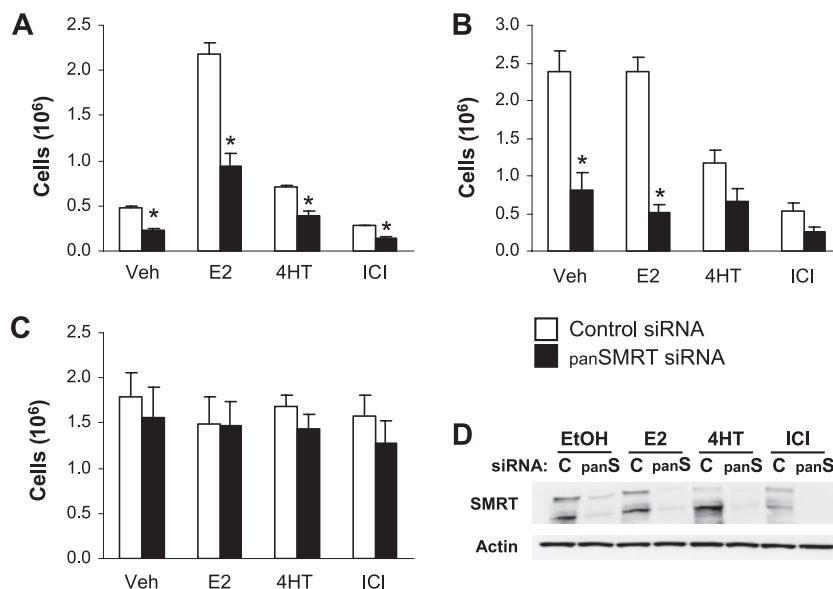 A
Cells (10⁶)
2.5
2.0
1.5
1.0
0.5
0.0
*
*
*
*
Veh E2 4HT ICI
B
Cells (10⁶)
3.0
2.5
2.0
1.5
1.0
0.5
0.0
*
*
Veh E2 4HT ICI
Control siRNA
panSMRT siRNA
C
Cells (10⁶)
2.5
2.0
1.5
1.0
0.5
0.0
Veh E2 4HT ICI
D
EtOH E2 4HT ICI
siRNA: C panS C panS C panS C panS
SMRT
Actin